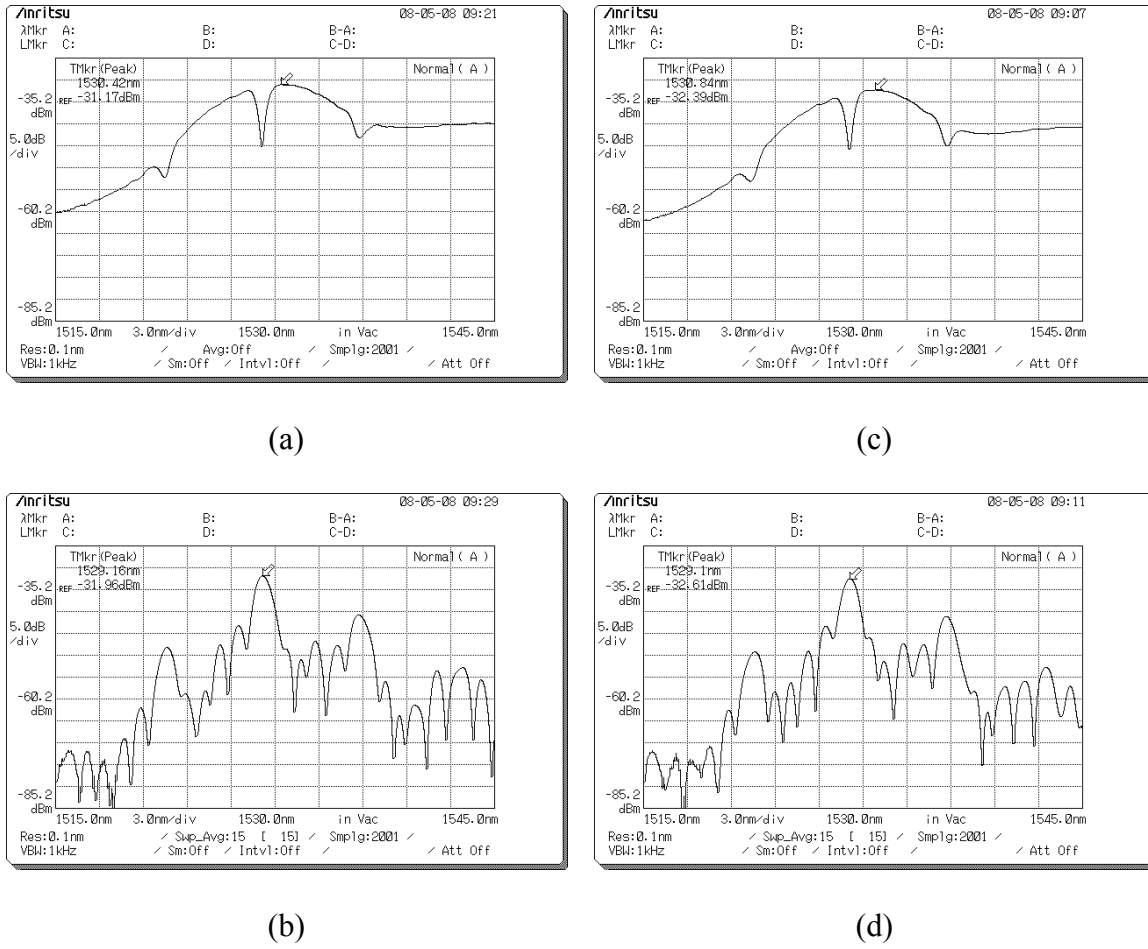 Anritsu 08-05-08 09:21
λMkr A: B: B-A:
LMkr C: D: C-D:
TMkr(Peak) Normal(A)
1530.42nm
REF -31.17dBm
-35.2
dBm
5.0dB
/div
-60.2
dBm
-85.2
dBm
1515.0nm 3.0nm/div 1530.0nm in Vac 1545.0nm
Res:0.1nm / Avg:Off / Smplg:2001 /
VBW:1kHz / Sm:Off / Intvl:Off / / Att Off
(a)
Anritsu 08-05-08 09:07
λMkr A: B: B-A:
LMkr C: D: C-D:
TMkr(Peak) Normal(A)
1530.84nm
REF -32.39dBm
-35.2
dBm
5.0dB
/div
-60.2
dBm
-85.2
dBm
1515.0nm 3.0nm/div 1530.0nm in Vac 1545.0nm
Res:0.1nm / Avg:Off / Smplg:2001 /
VBW:1kHz / Sm:Off / Intvl:Off / / Att Off
(c)
Anritsu 08-05-08 09:29
λMkr A: B: B-A:
LMkr C: D: C-D:
TMkr(Peak) Normal(A)
1529.16nm
REF -31.96dBm
-35.2
dBm
5.0dB
/div
-60.2
dBm
-85.2
dBm
1515.0nm 3.0nm/div 1530.0nm in Vac 1545.0nm
Res:0.1nm / Swp_Avg:15 [ 15] / Smplg:2001 /
VBW:1kHz / Sm:Off / Intvl:Off / / Att Off
(b)
Anritsu 08-05-08 09:11
λMkr A: B: B-A:
LMkr C: D: C-D:
TMkr(Peak) Normal(A)
1529.1nm
REF -32.61dBm
-35.2
dBm
5.0dB
/div
-60.2
dBm
-85.2
dBm
1515.0nm 3.0nm/div 1530.0nm in Vac 1545.0nm
Res:0.1nm / Swp_Avg:15 [ 15] / Smplg:2001 /
VBW:1kHz / Sm:Off / Intvl:Off / / Att Off
(d)